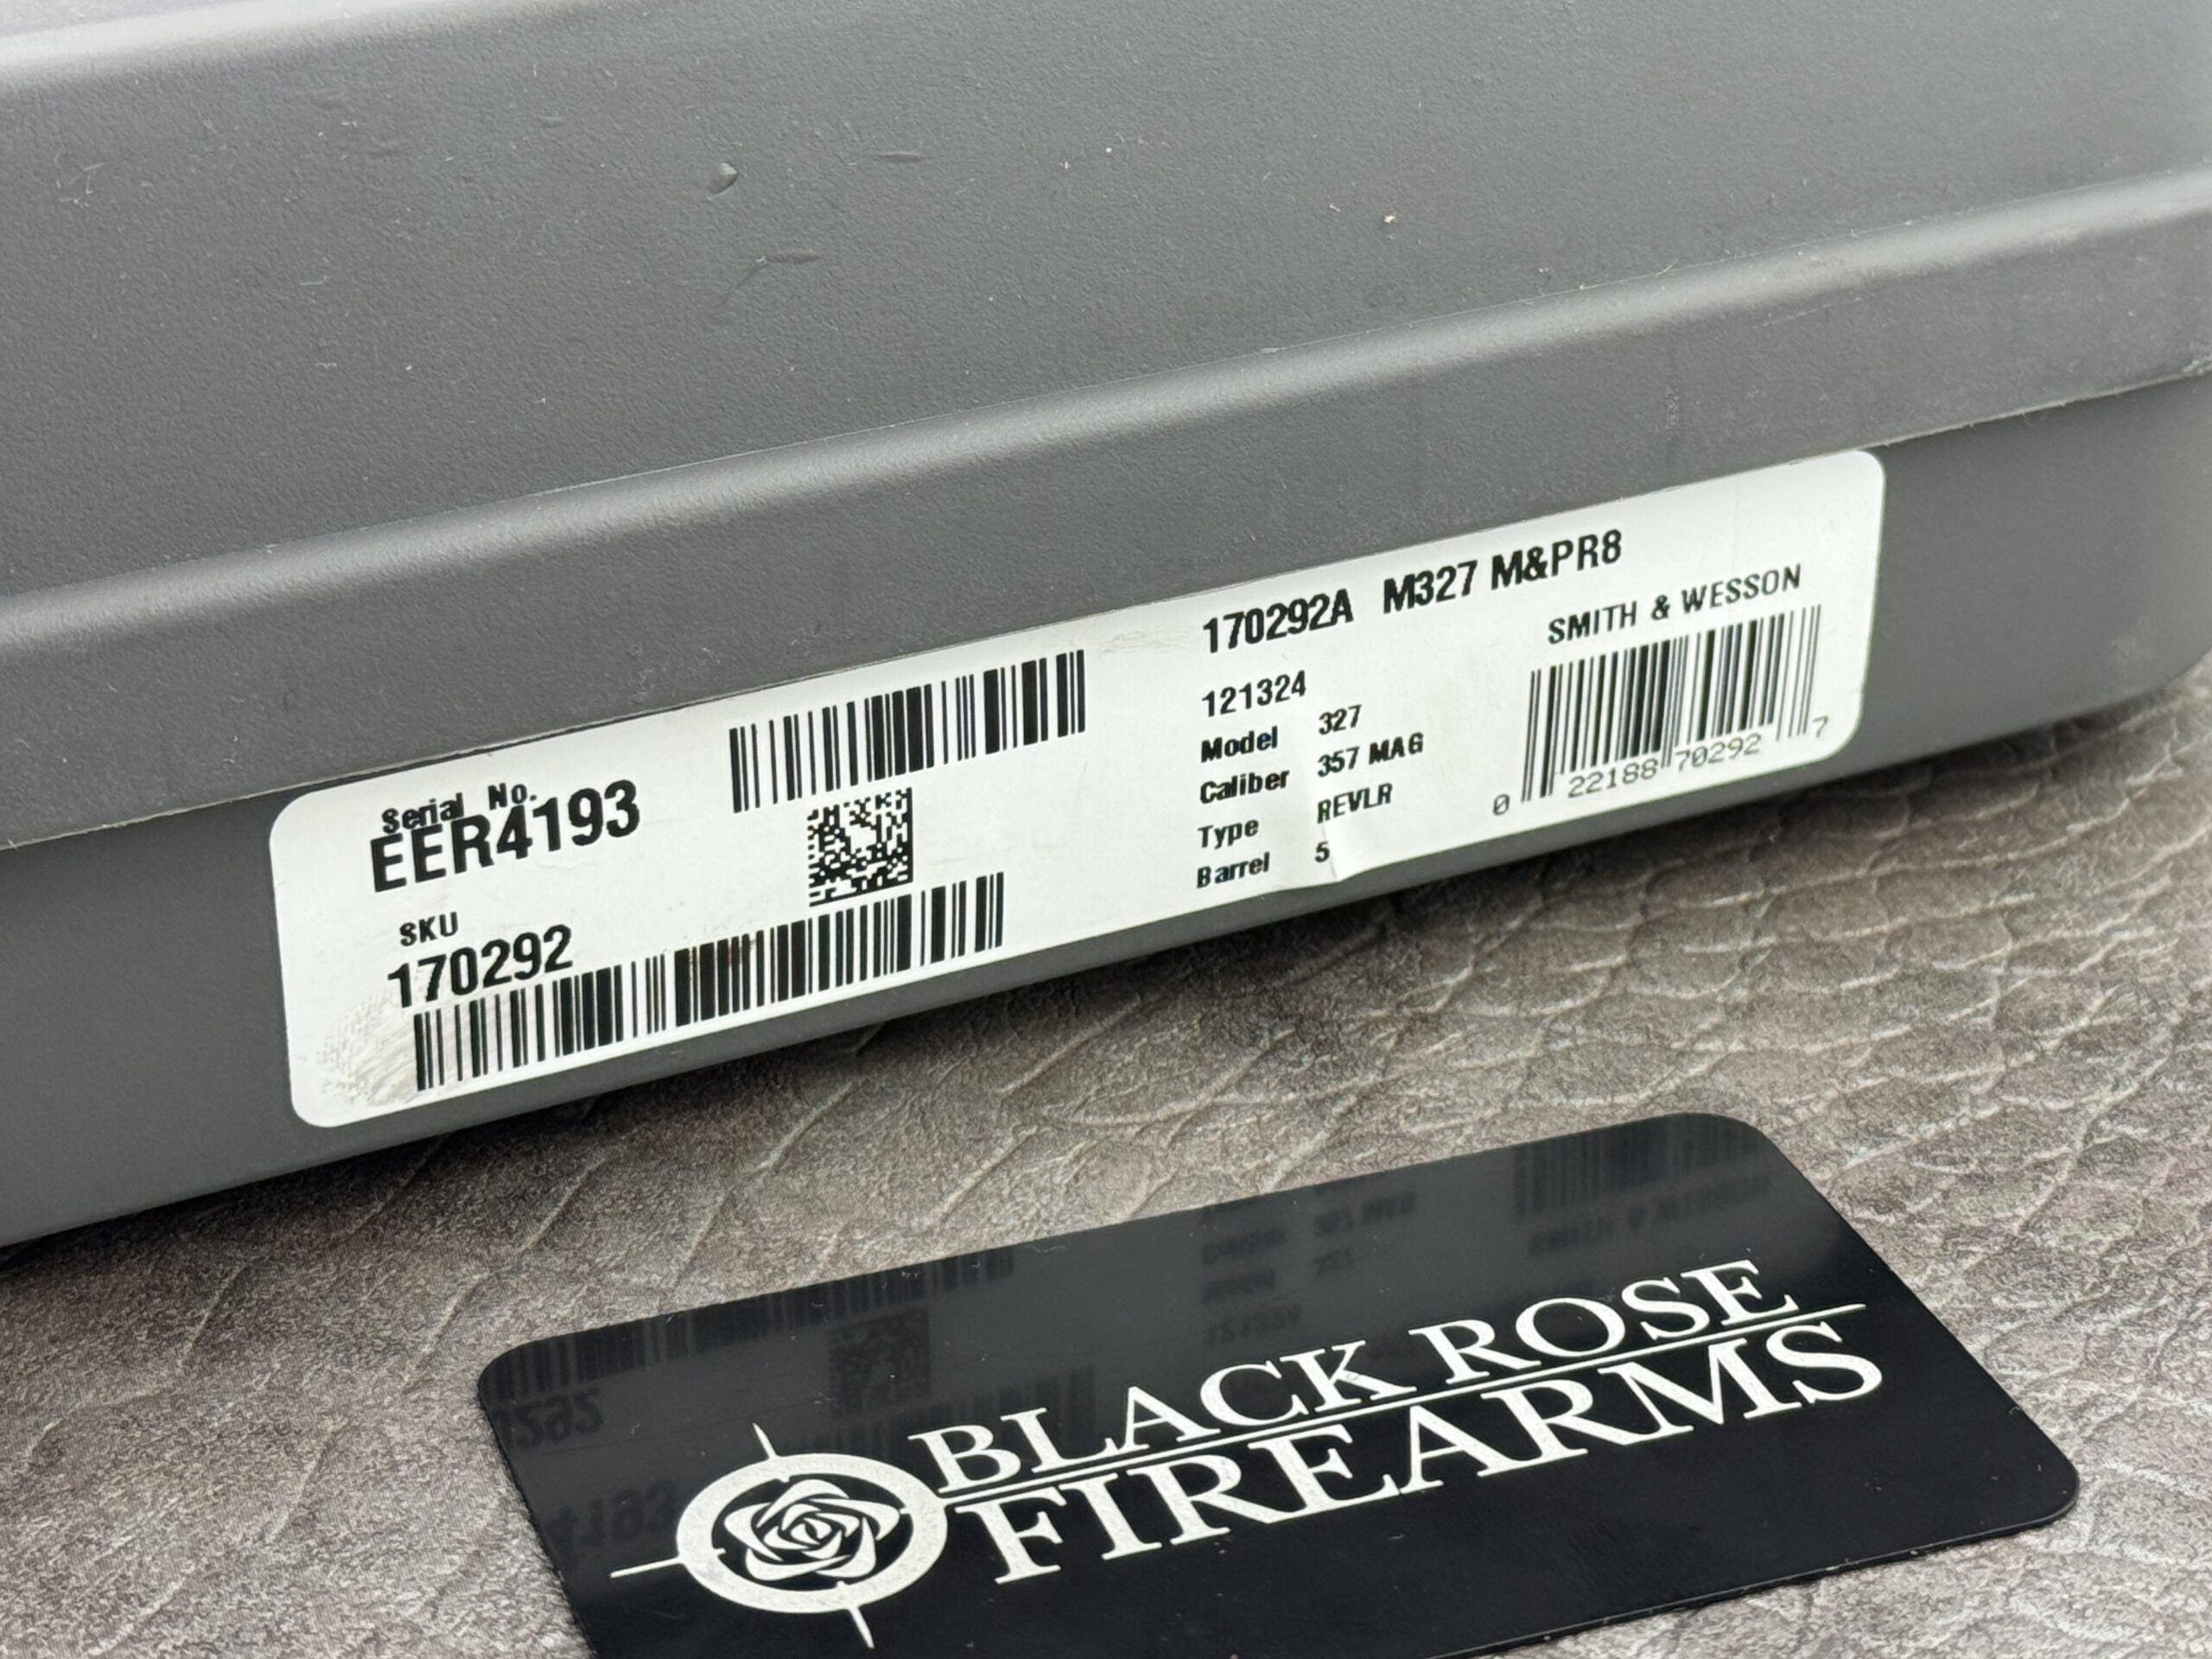 Serial No.
EER4193
SKU
170292
170292A M327 M&PR8
SMITH & WESSON
121324
Model 327
Caliber 357 MAG
Type REVLR
Barrel 5
0 22188 70292 7
BLACK ROSE
FIREARMS